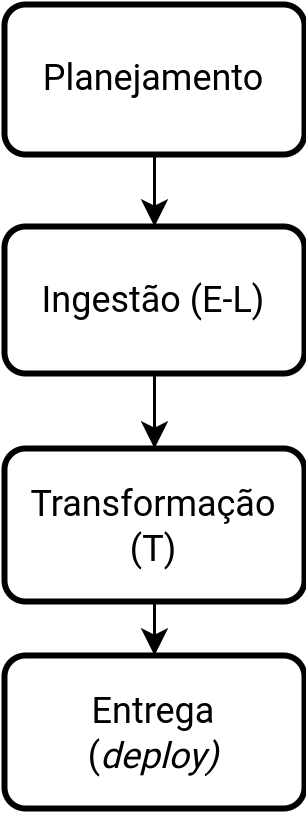 Planejamento
Ingestão (E-L)
Transformação
(T)
Entrega
(deploy)